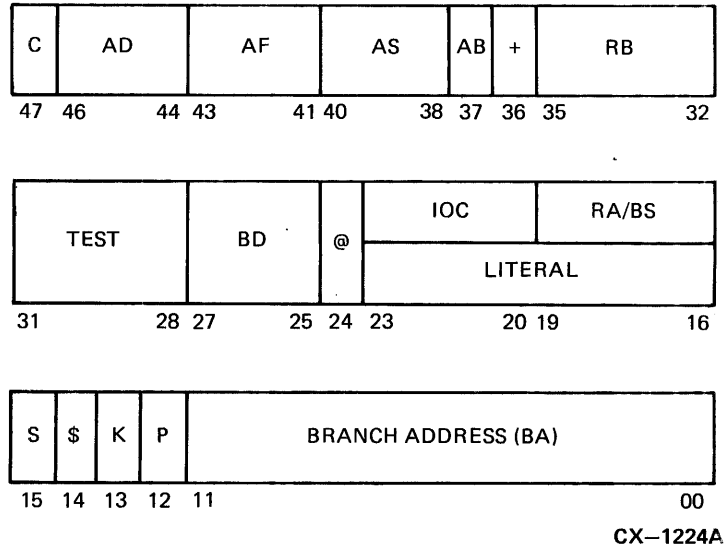 C AD AF AS AB + RB
47 46 44 43 41 40 38 37 36 35 32
TEST BD @ IOC RA/BS
LITERAL
31 28 27 25 24 23 20 19 16
S $ K P BRANCH ADDRESS (BA)
15 14 13 12 11 00
CX-1224A